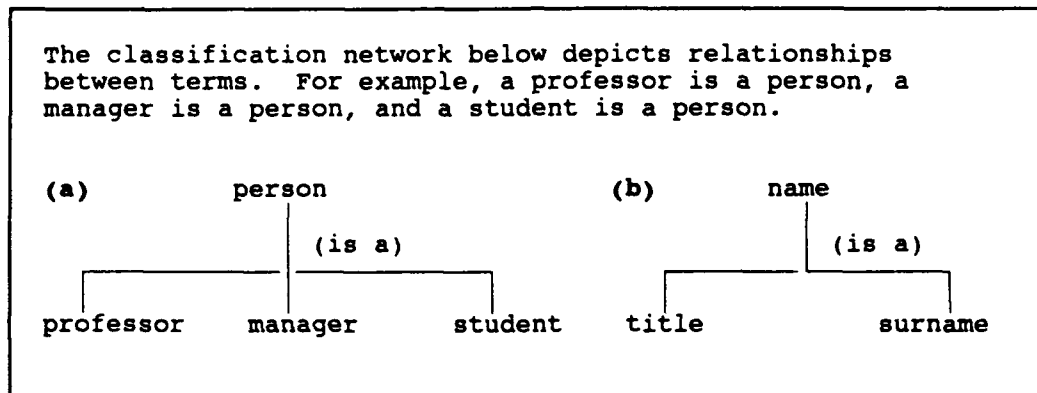 The classification network below depicts relationships
between terms.  For example, a professor is a person, a
manager is a person, and a student is a person.
(a) person (b) name
(is a) (is a)
professor manager student title surname